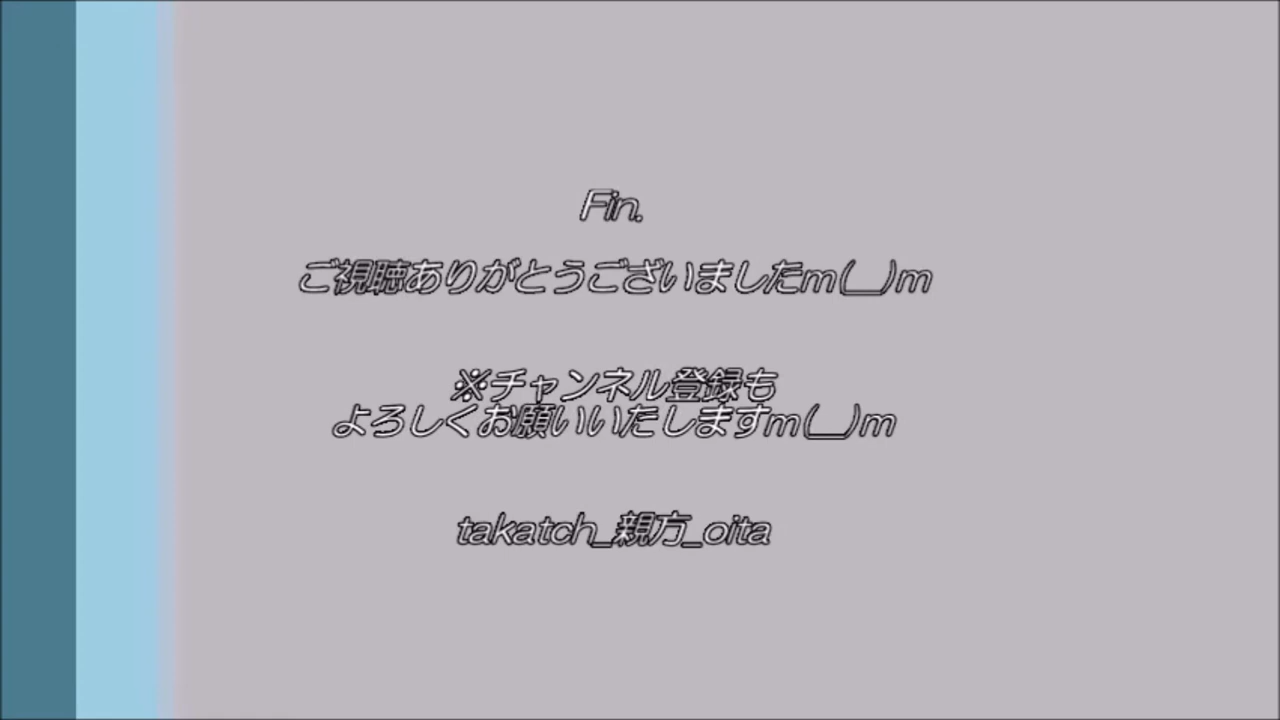 Fin.
ご視聴ありがとうございましたm(__)m
※チャンネル登録も
よろしくお願いいたしますm(__)m
takatch_親方_oita